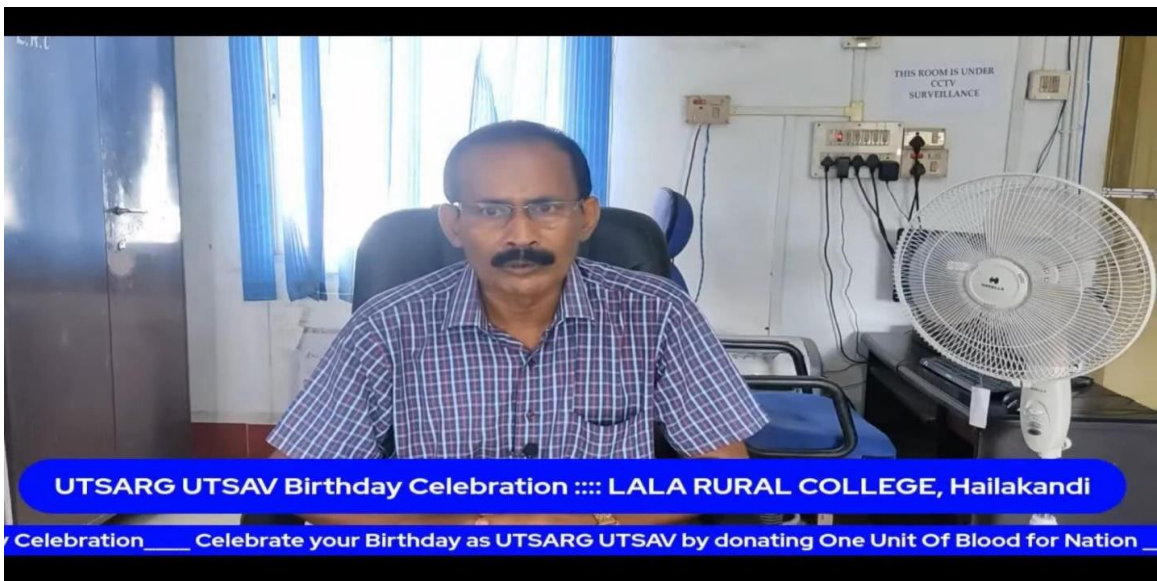 L.R.C
THIS ROOM IS UNDER
CCTV
SURVEILLANCE
HAVELLS
UTSARG UTSAV Birthday Celebration :::: LALA RURAL COLLEGE, Hailakandi
y Celebration____ Celebrate your Birthday as UTSARG UTSAV by donating One Unit Of Blood for Nation _